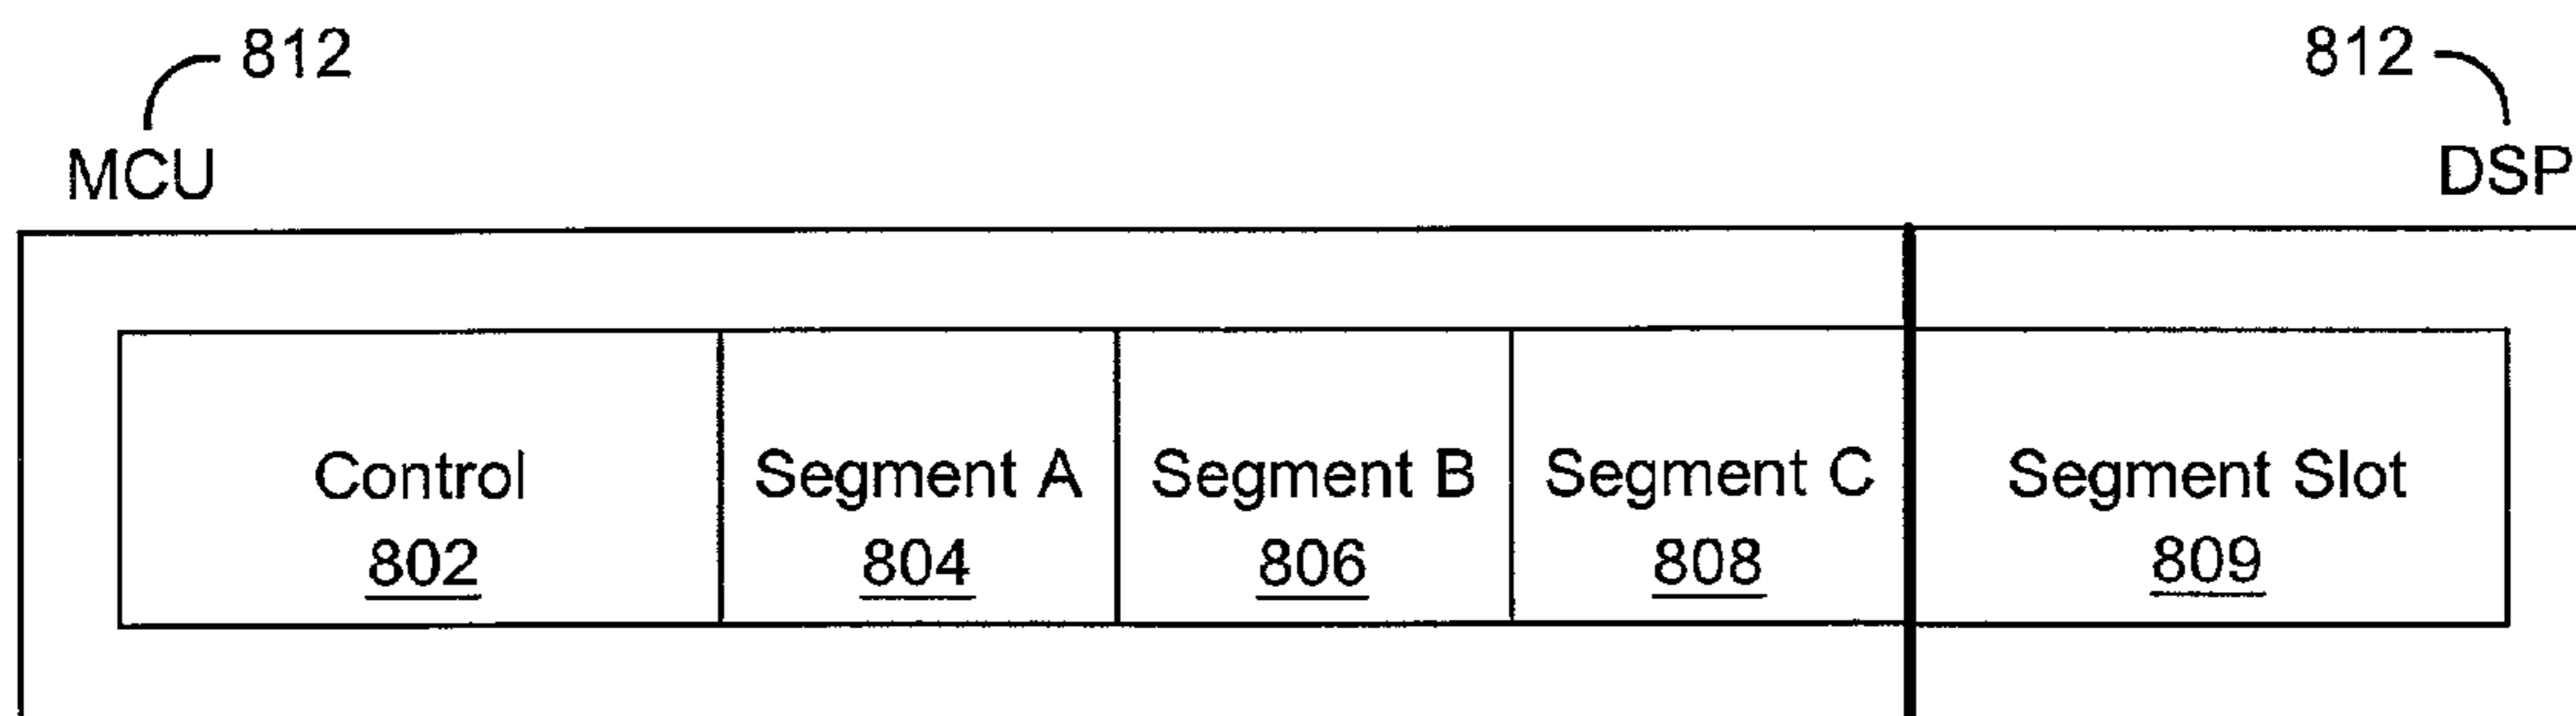 812
812
MCU
DSP
Control
Segment A
Segment B
Segment C
Segment Slot
802
804
806
808
809